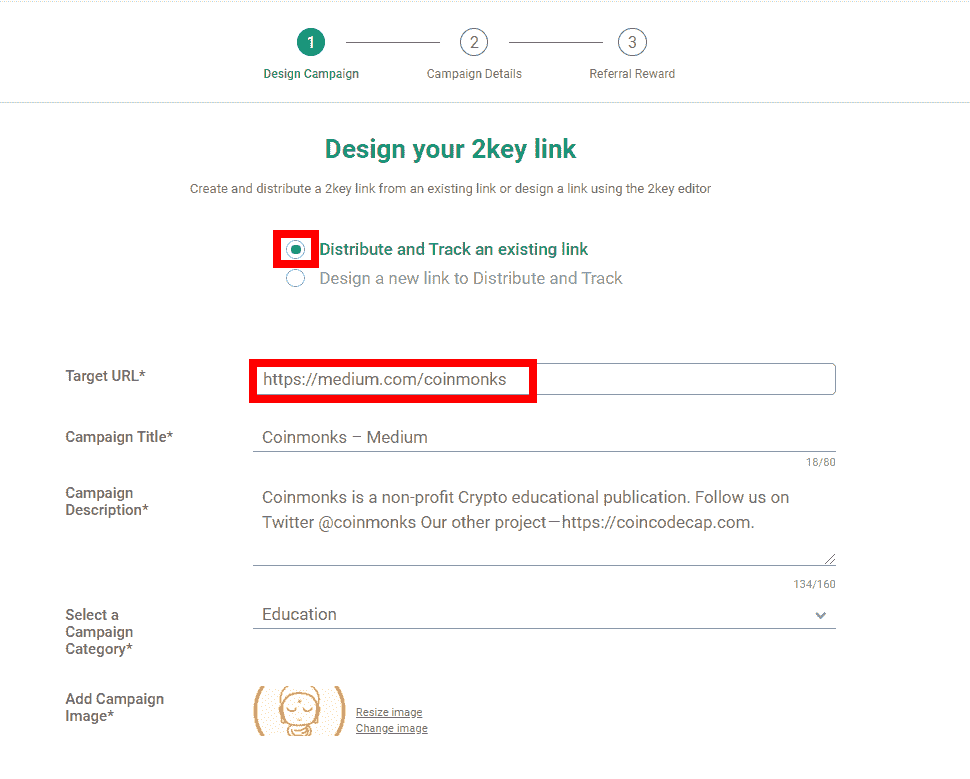 1
2
3
Design Campaign
Campaign Details
Referral Reward
Design your 2key link
Create and distribute a 2key link from an existing link or design a link using the 2key editor
Distribute and Track an existing link
Design a new link to Distribute and Track
Target URL*
https://medium.com/coinmonks
Campaign Title*
Coinmonks – Medium
18/80
Campaign
Description*
Coinmonks is a non-profit Crypto educational publication. Follow us on
Twitter @coinmonks Our other project—https://coincodecap.com.
134/160
Select a
Campaign
Category*
Education
Add Campaign
Image*
Resize image
Change image